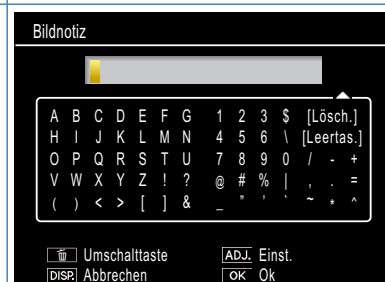 Bildnotiz
A B C D E F G 1 2 3 $ [Lösch.]
H I J K L M N 4 5 6 \ [Leertas.]
O P Q R S T U 7 8 9 0 / - +
V W X Y Z ! ? @ # % | , . =
( ) < > [ ] & _ " ' ` ~ * ^
Umschalttaste ADJ. Einst.
DISP. Abbrechen OK Ok